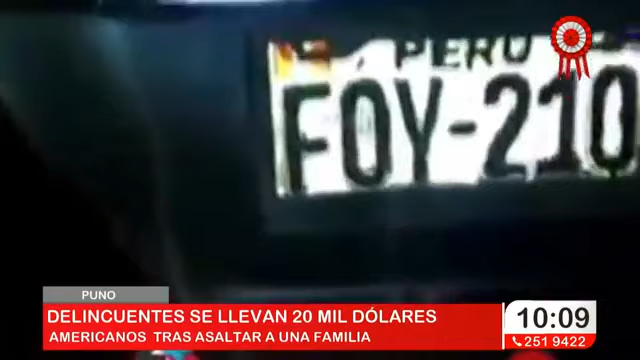 PERU
FOY-210
PUNO
DELINCUENTES SE LLEVAN 20 MIL DÓLARES
AMERICANOS TRAS ASALTAR A UNA FAMILIA
10:09
251 9422